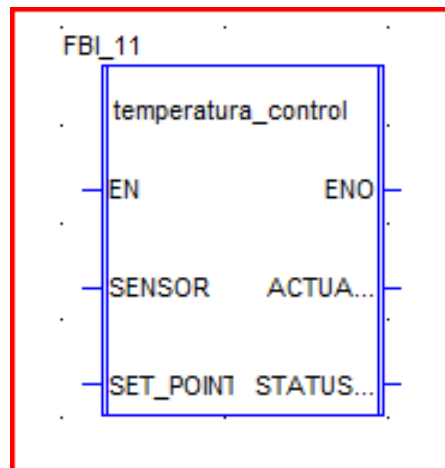 FBI_11
temperatura_control
EN ENO
SENSOR ACTUA...
SET_POINT STATUS...